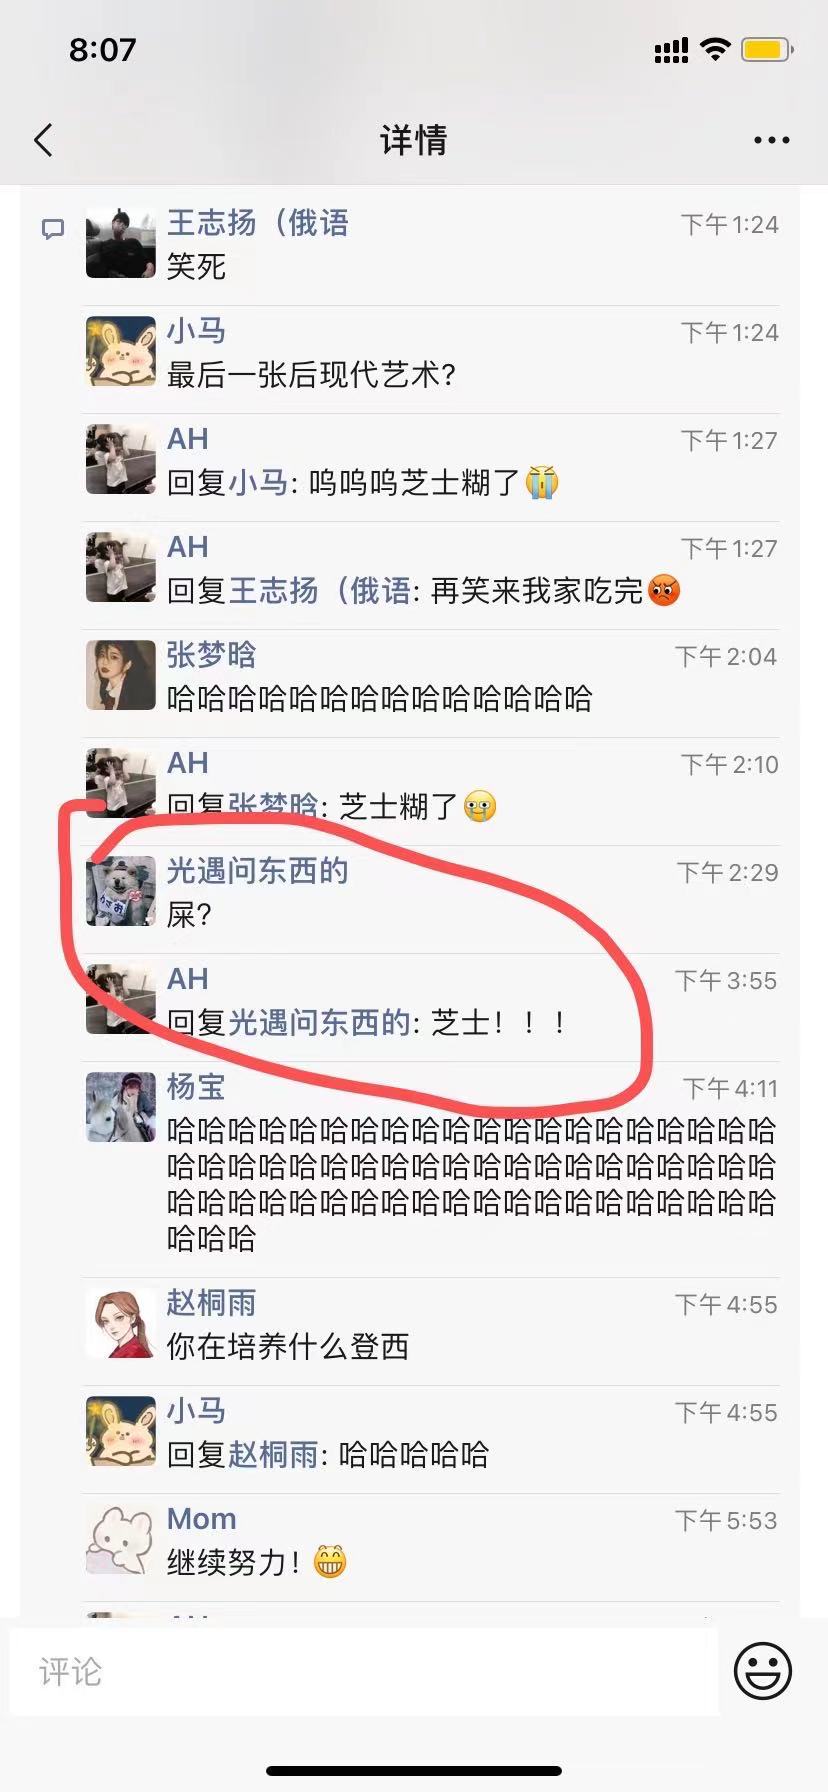 8:07
详情
王志扬（俄语
下午1:24
笑死
小马
下午1:24
最后一张后现代艺术？
AH
下午1:27
回复小马: 呜呜呜芝士糊了😭
AH
下午1:27
回复王志扬（俄语: 再笑来我家吃完😡
张梦晗
下午2:04
哈哈哈哈哈哈哈哈哈哈哈哈哈哈
AH
下午2:10
回复张梦晗: 芝士糊了🥹
光遇问东西的
下午2:29
屎？
AH
下午3:55
回复光遇问东西的: 芝士！！！
杨宝
下午4:11
哈哈哈哈哈哈哈哈哈哈哈哈哈哈哈哈哈哈哈哈
哈哈哈哈哈哈哈哈哈哈哈哈哈哈哈哈哈哈哈哈
哈哈哈哈哈哈哈哈哈哈哈哈哈哈哈哈哈哈哈哈
哈哈哈
赵桐雨
下午4:55
你在培养什么登西
小马
下午4:55
回复赵桐雨: 哈哈哈哈哈
Mom
下午5:53
继续努力！😁
评论